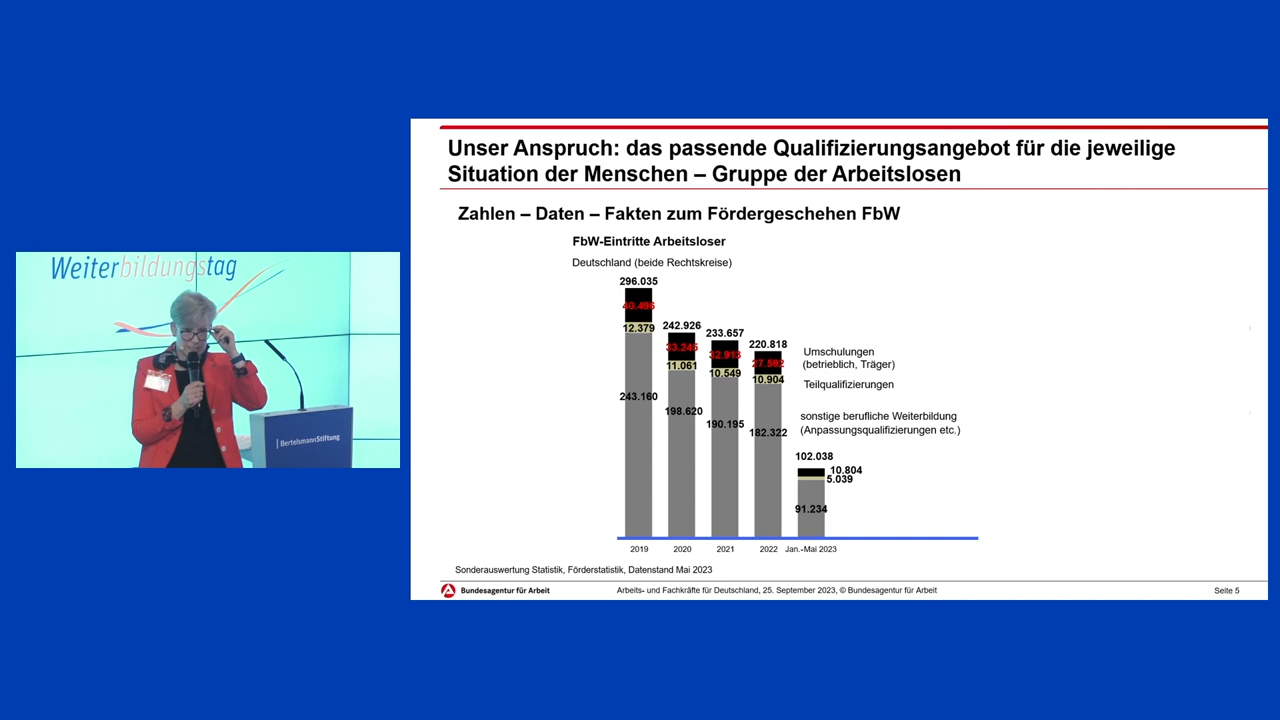 Weiterbildungstag
BertelsmannStiftung
Unser Anspruch: das passende Qualifizierungsangebot für die jeweilige
Situation der Menschen – Gruppe der Arbeitslosen
Zahlen – Daten – Fakten zum Fördergeschehen FbW
FbW-Eintritte Arbeitsloser
Deutschland (beide Rechtskreise)
296.035
40.496
12.379
243.160
242.926
33.245
11.061
198.620
233.657
32.913
10.549
190.195
220.818
27.592
10.904
182.322
Umschulungen
(betrieblich, Träger)
Teilqualifizierungen
sonstige berufliche Weiterbildung
(Anpassungsqualifizierungen etc.)
102.038
10.804
5.039
91.234
2019 2020 2021 2022 Jan.-Mai 2023
Sonderauswertung Statistik, Förderstatistik, Datenstand Mai 2023
Bundesagentur für Arbeit
Arbeits- und Fachkräfte für Deutschland, 25. September 2023, © Bundesagentur für Arbeit
Seite 5